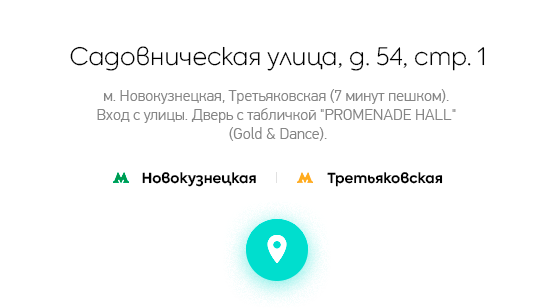 Садовническая улица, д. 54, стр. 1
м. Новокузнецкая, Третьяковская (7 минут пешком).
Вход с улицы. Дверь с табличкой "PROMENADE HALL"
(Gold & Dance).
Новокузнецкая
Третьяковская